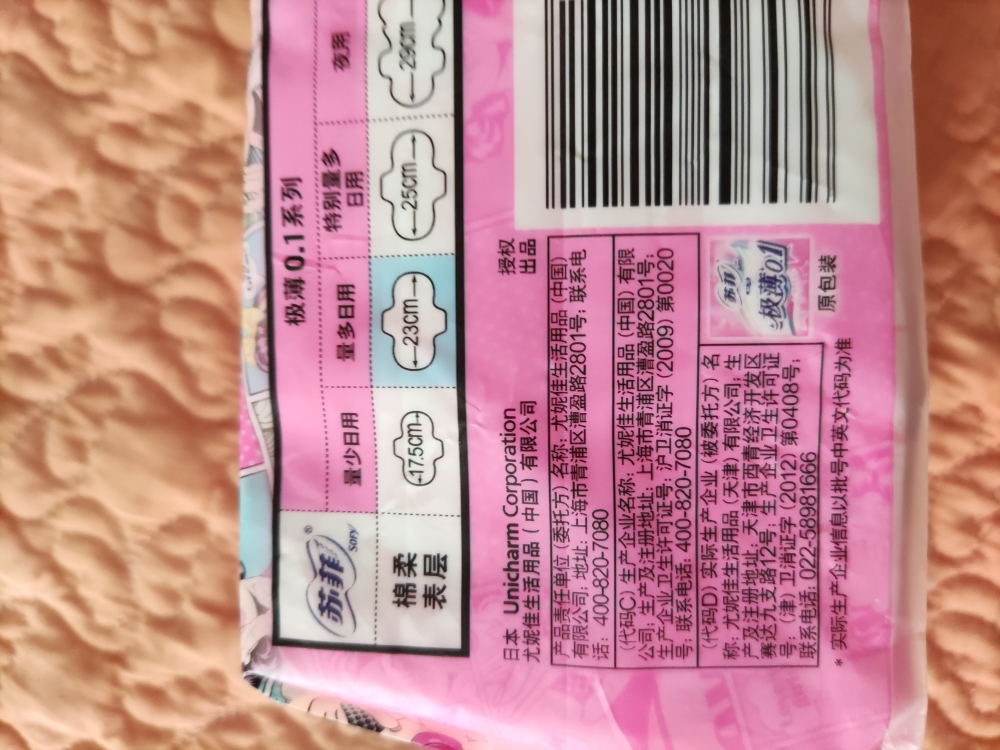 极薄0.1系列
苏菲®
Sofy
量少日用
量多日用
特别量多
日用
夜用
棉柔
表层
17.5cm
23cm
25cm
29cm
日本 Unicharm Corporation
尤妮佳生活用品（中国）有限公司
授权
出品
产品责任单位（委托方）名称：尤妮佳生活用品（中国）
有限公司；地址：上海市青浦区漕盈路2801号；联系电
话：400-820-7080
（代码C）生产企业名称：尤妮佳生活用品（中国）有限
公司；生产及注册地址：上海市青浦区漕盈路2801号；
生产企业卫生许可证号：沪卫消证字（2009）第0020
号；联系电话：400-820-7080
（代码D）实际生产企业（被委托方）名
称：尤妮佳生活用品（天津）有限公司；生
产及注册地址：天津市西青经济开发区
赛达九支路12号；生产企业卫生许可证
号：（津）卫消证字（2012）第0408号；
联系电话：022-58981666
苏菲
极薄0.1
原包装
* 实际生产企业信息以批号中英文代码为准